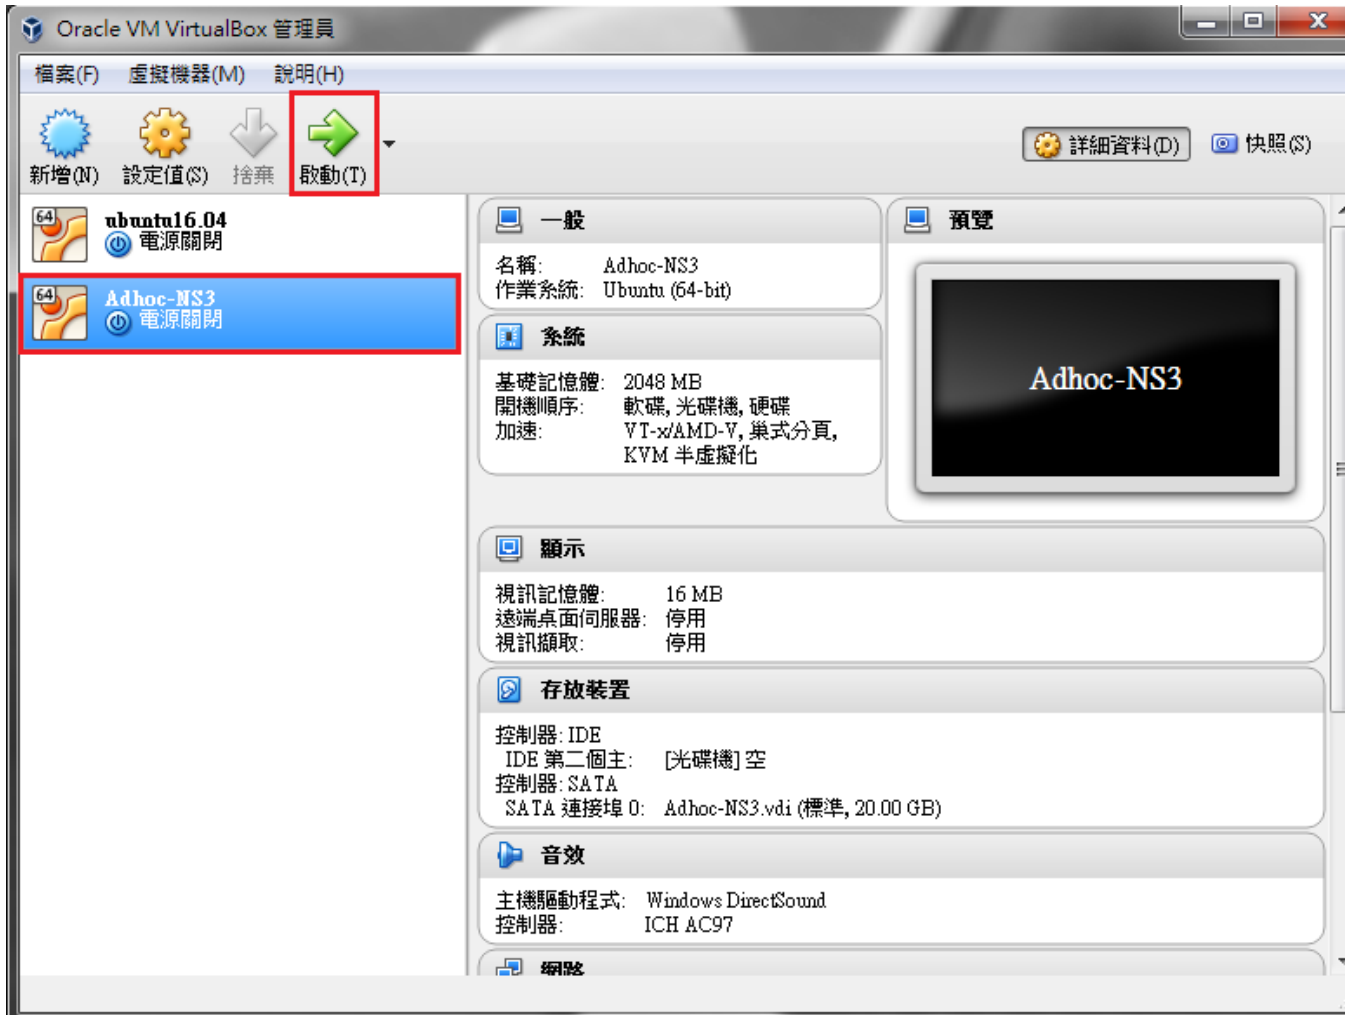 Oracle VM VirtualBox 管理員
檔案(F) 虛擬機器(M) 說明(H)
新增(N) 設定值(S) 捨棄 啟動(T) 詳細資料(D) 快照(S)
64 ubuntu16.04
電源關閉
64 Adhoc-NS3
電源關閉
一般
名稱: Adhoc-NS3
作業系統: Ubuntu (64-bit)
預覽
Adhoc-NS3
系統
基礎記憶體: 2048 MB
開機順序: 軟碟, 光碟機, 硬碟
加速: VT-x/AMD-V, 巢式分頁,
KVM 半虛擬化
顯示
視訊記憶體: 16 MB
遠端桌面伺服器: 停用
視訊擷取: 停用
存放裝置
控制器: IDE
IDE 第二個主: [光碟機] 空
控制器: SATA
SATA 連接埠 0: Adhoc-NS3.vdi (標準, 20.00 GB)
音效
主機驅動程式: Windows DirectSound
控制器: ICH AC97
網路